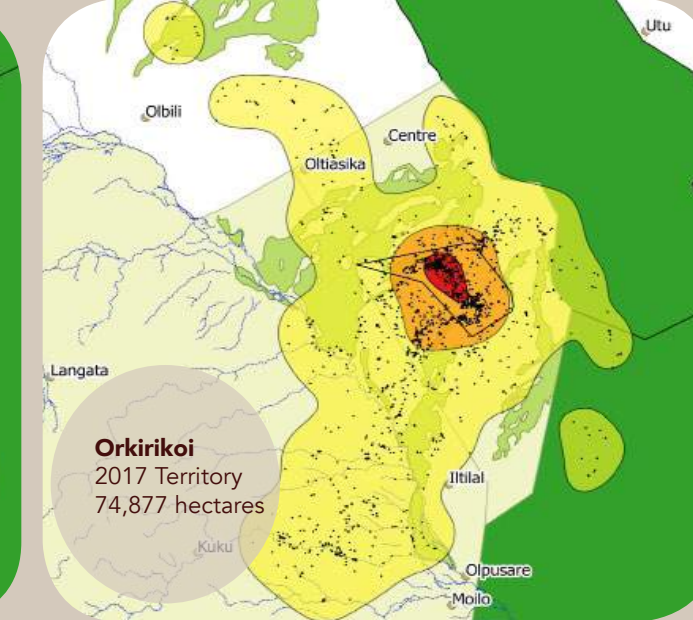 Utu
Olbili
Centre
Oltiasika
Langata
Orkirikoi
2017 Territory
74,877 hectares
Iltilal
Kuku
Olpusare
Moilo